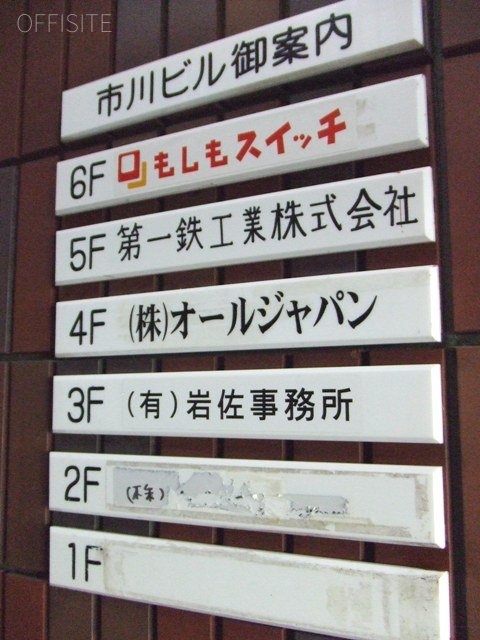 OFFISITE
市川ビル御案内
6F もしもスイッチ
5F 第一鉄工業株式会社
4F (株)オールジャパン
3F (有)岩佐事務所
2F
1F